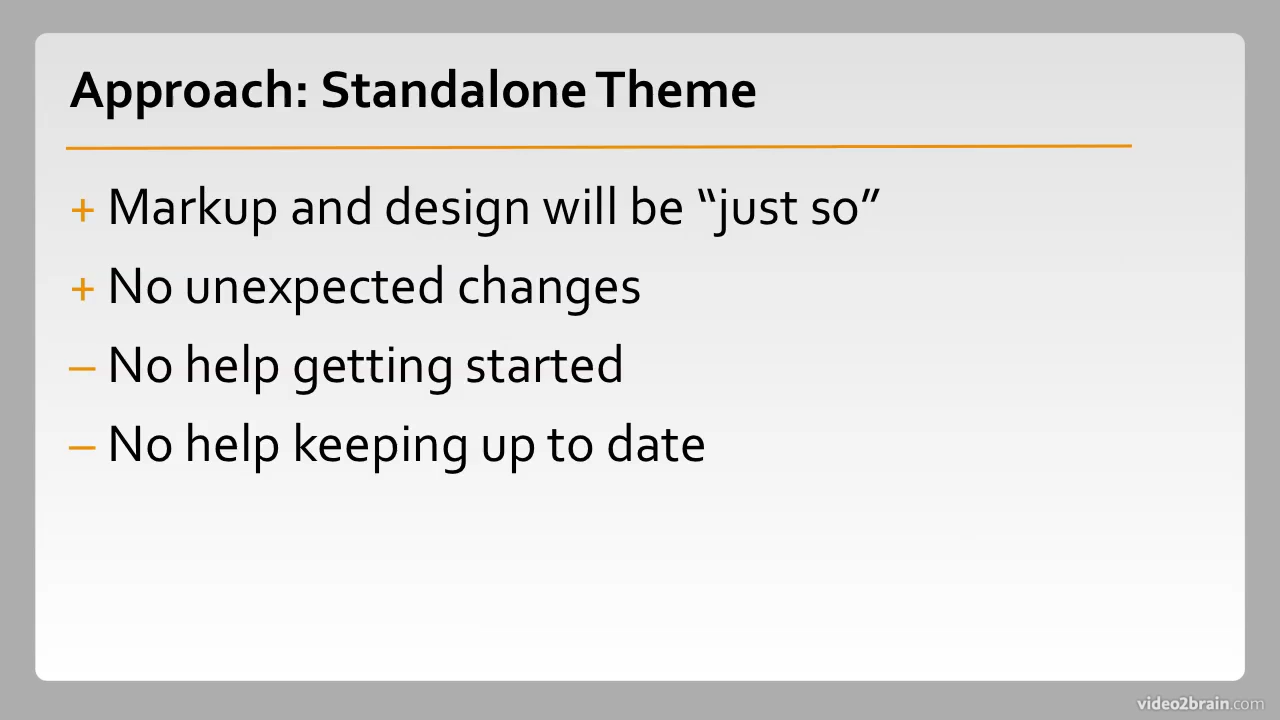 Approach: Standalone Theme
+ Markup and design will be “just so”
+ No unexpected changes
– No help getting started
– No help keeping up to date
video2brain.com